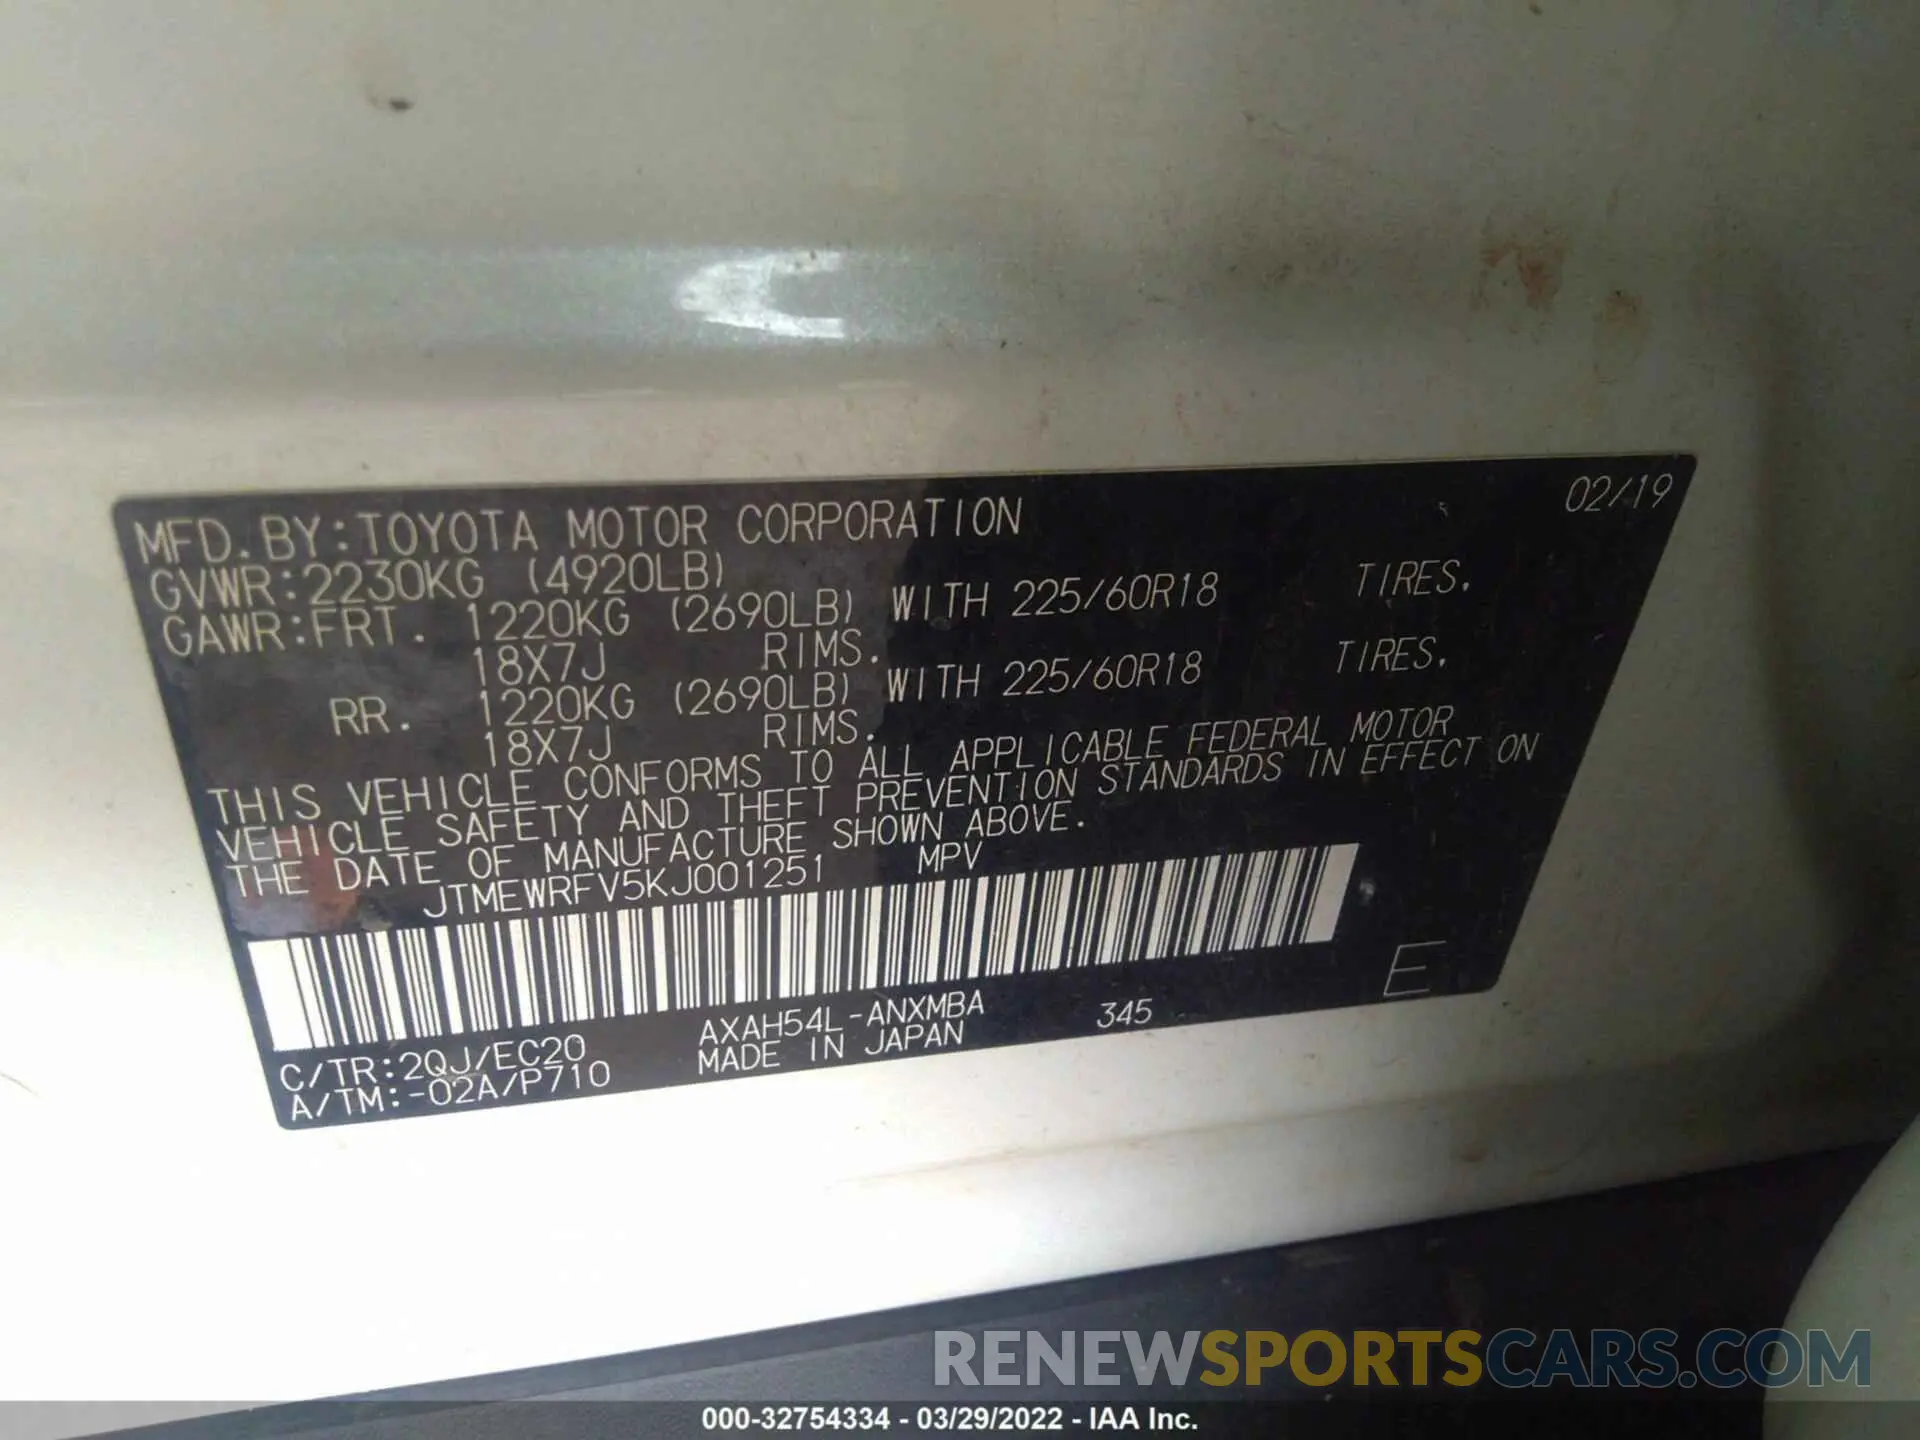 02/19
MFD.BY:TOYOTA MOTOR CORPORATION
GVWR:2230KG (4920LB)
GAWR:FRT. 1220KG (2690LB) WITH 225/60R18 TIRES.
18X7J RIMS.
RR. 1220KG (2690LB) WITH 225/60R18 TIRES.
18X7J RIMS.
THIS VEHICLE CONFORMS TO ALL APPLICABLE FEDERAL MOTOR
VEHICLE SAFETY AND THEFT PREVENTION STANDARDS IN EFFECT ON
THE DATE OF MANUFACTURE SHOWN ABOVE.
JTMEWRFV5KJ001251 MPV
E
C/TR:2QJ/EC20 AXAH54L-ANXMBA 345
A/TM:-02A/P710 MADE IN JAPAN
RENEWSPORTSCARS.COM
000-32754334 - 03/29/2022 - IAA Inc.